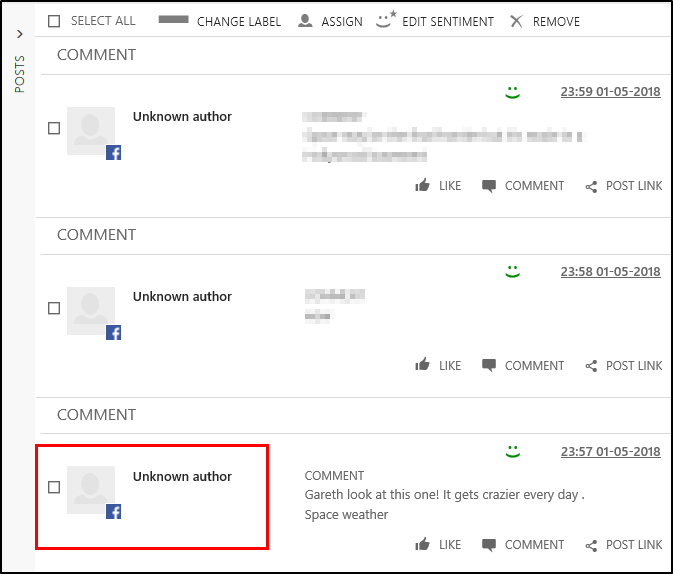 SELECT ALL CHANGE LABEL ASSIGN EDIT SENTIMENT REMOVE
POSTS
COMMENT
23:59 01-05-2018
Unknown author
LIKE COMMENT POST LINK
COMMENT
23:58 01-05-2018
Unknown author
LIKE COMMENT POST LINK
COMMENT
23:57 01-05-2018
Unknown author
COMMENT
Gareth look at this one! It gets crazier every day .
Space weather
LIKE COMMENT POST LINK